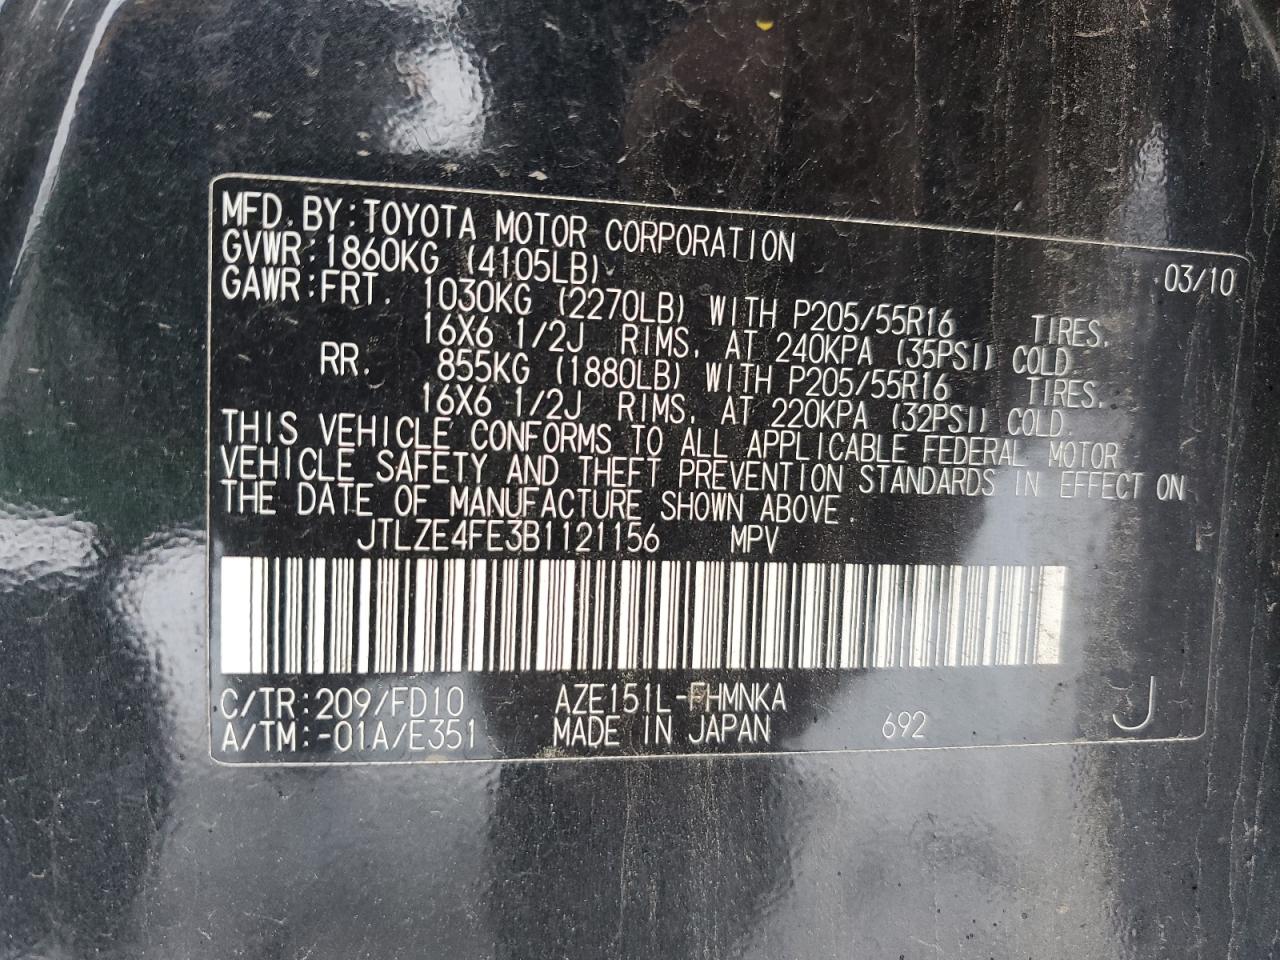 MFD. BY:TOYOTA MOTOR CORPORATION 03/10
GVWR:1860KG (4105LB)
GAWR:FRT. 1030KG (2270LB) WITH P205/55R16 TIRES,
16X6 1/2J RIMS, AT 240KPA (35PSI) COLD
RR. 855KG (1880LB) WITH P205/55R16 TIRES,
16X6 1/2J RIMS, AT 220KPA (32PSI) COLD.
THIS VEHICLE CONFORMS TO ALL APPLICABLE FEDERAL MOTOR
VEHICLE SAFETY AND THEFT PREVENTION STANDARDS IN EFFECT ON
THE DATE OF MANUFACTURE SHOWN ABOVE.
JTLZE4FE3B1121156 MPV
C/TR:209/FD10 AZE151L-FHMNKA
A/TM:-01A/E351 MADE IN JAPAN 692 J